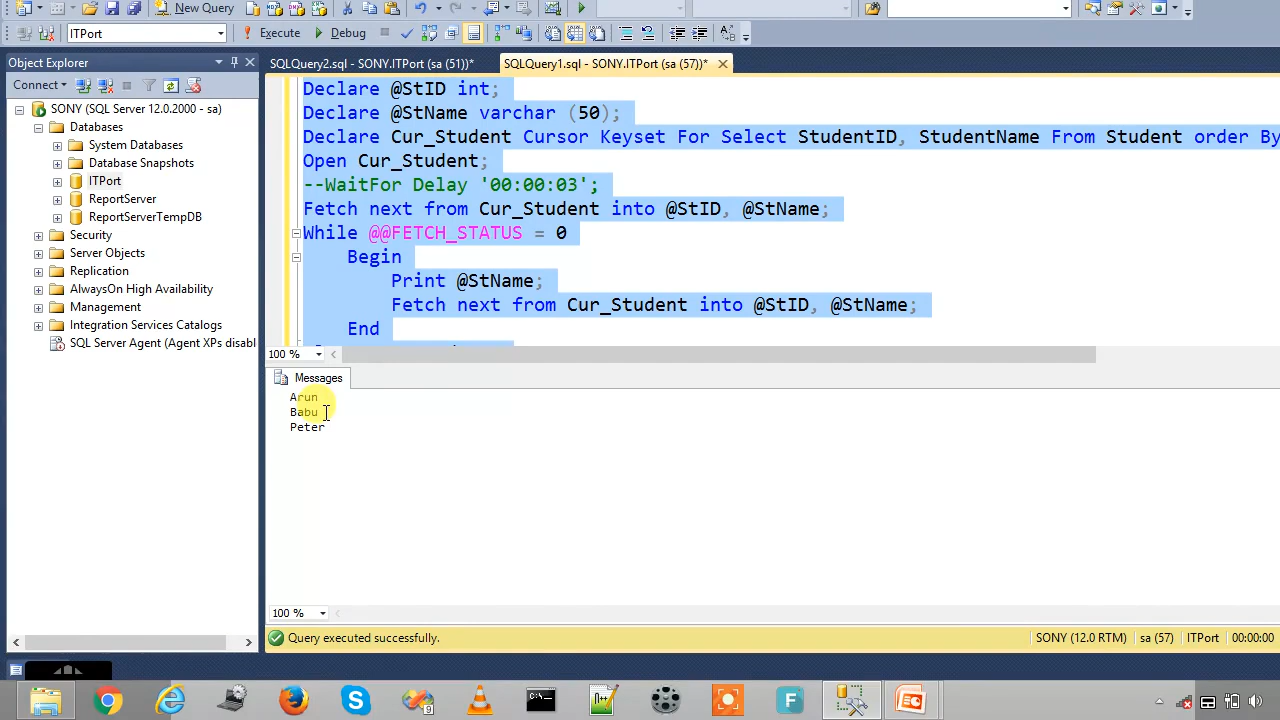 New Query
ITPort
Execute
Debug
Object Explorer
SQLQuery2.sql - SONY.ITPort (sa (51))*
SQLQuery1.sql - SONY.ITPort (sa (57))*
Connect
SONY (SQL Server 12.0.2000 - sa)
Databases
System Databases
Database Snapshots
ITPort
ReportServer
ReportServerTempDB
Security
Server Objects
Replication
AlwaysOn High Availability
Management
Integration Services Catalogs
SQL Server Agent (Agent XPs disabl
Declare @StID int;
Declare @StName varchar (50);
Declare Cur_Student Cursor Keyset For Select StudentID, StudentName From Student order By
Open Cur_Student;
--WaitFor Delay '00:00:03';
Fetch next from Cur_Student into @StID, @StName;
While @@FETCH_STATUS = 0
Begin
Print @StName;
Fetch next from Cur_Student into @StID, @StName;
End
100 %
Messages
Arun
Babu
Peter
100 %
Query executed successfully.
SONY (12.0 RTM)
sa (57)
ITPort
00:00:00